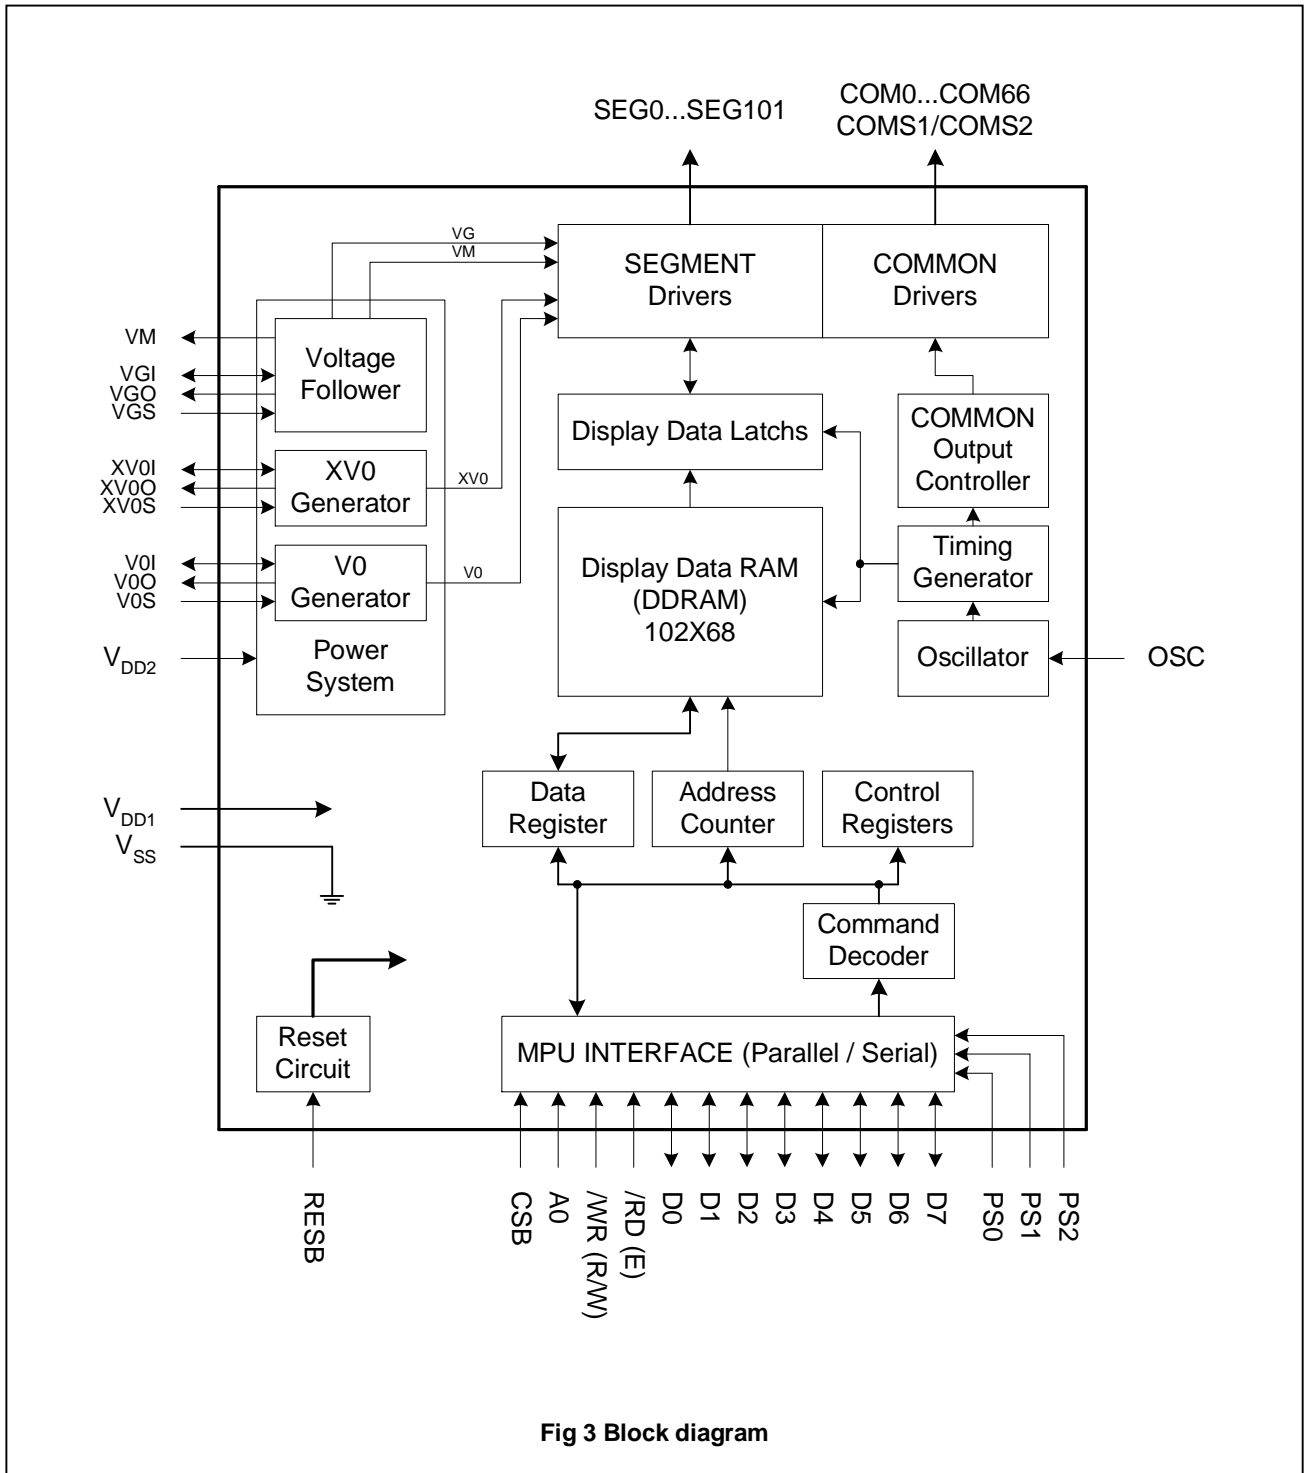 SEG0...SEG101
COM0...COM66
COMS1/COMS2
VG
VM
SEGMENT
Drivers
COMMON
Drivers
VM
VGI
VGO
VGS
Voltage
Follower
Display Data Latchs
COMMON
Output
Controller
XV0I
XV0O
XV0S
XV0
Generator
XV0
V0I
V0O
V0S
V0
Generator
V0
Display Data RAM
(DDRAM)
102X68
Timing
Generator
VDD2
Power
System
Oscillator
OSC
VDD1
VSS
Data
Register
Address
Counter
Control
Registers
Command
Decoder
Reset
Circuit
MPU INTERFACE (Parallel / Serial)
RESB
CSB
A0
/WR (R/W)
/RD (E)
D0
D1
D2
D3
D4
D5
D6
D7
PS0
PS1
PS2
Fig 3 Block diagram